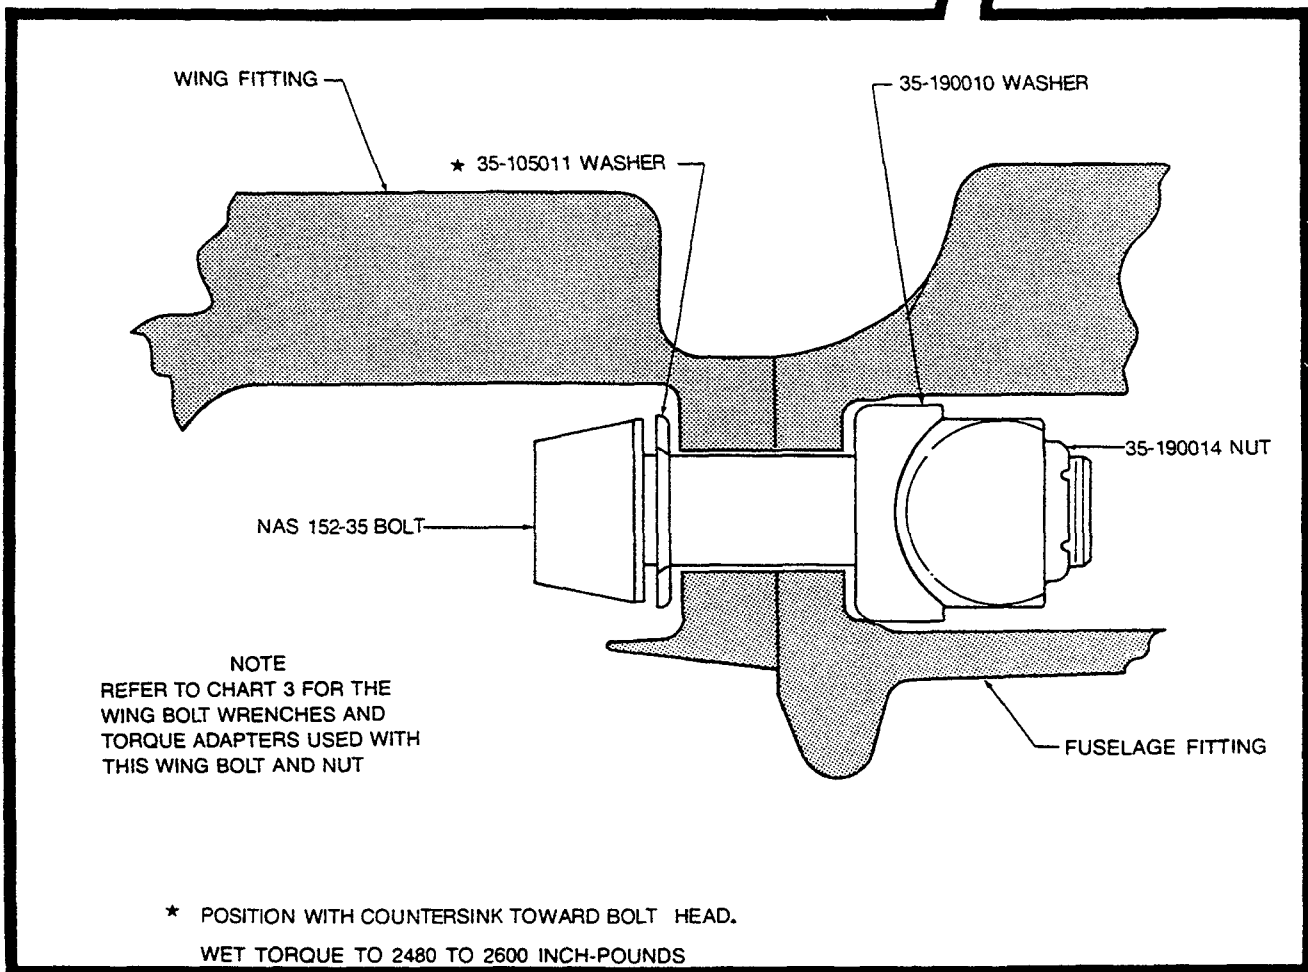 WING FITTING
35-190010 WASHER
★ 35-105011 WASHER
35-190014 NUT
NAS 152-35 BOLT
NOTE
REFER TO CHART 3 FOR THE
WING BOLT WRENCHES AND
TORQUE ADAPTERS USED WITH
THIS WING BOLT AND NUT
FUSELAGE FITTING
★ POSITION WITH COUNTERSINK TOWARD BOLT HEAD.
WET TORQUE TO 2480 TO 2600 INCH-POUNDS